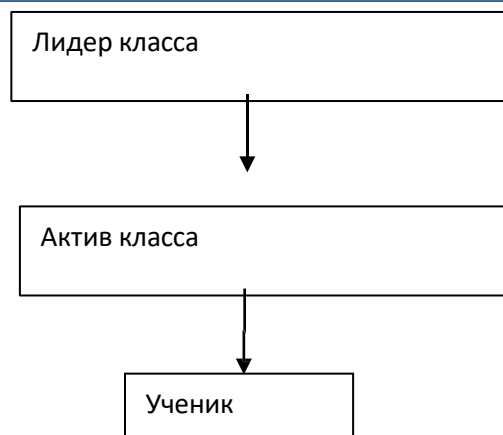 Лидер класса
Актив класса
Ученик